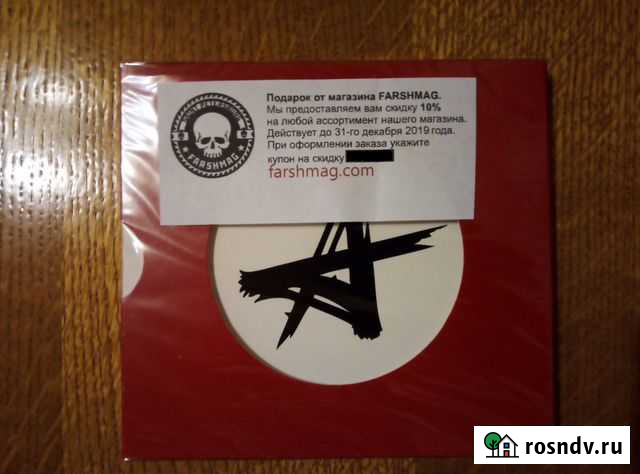 FARSHMAG
Подарок от магазина FARSHMAG.
Мы предоставляем вам скидку 10%
на любой ассортимент нашего магазина.
Действует до 31-го декабря 2019 года.
При оформлении заказа укажите
купон на скидку
farshmag.com
rosndv.ru